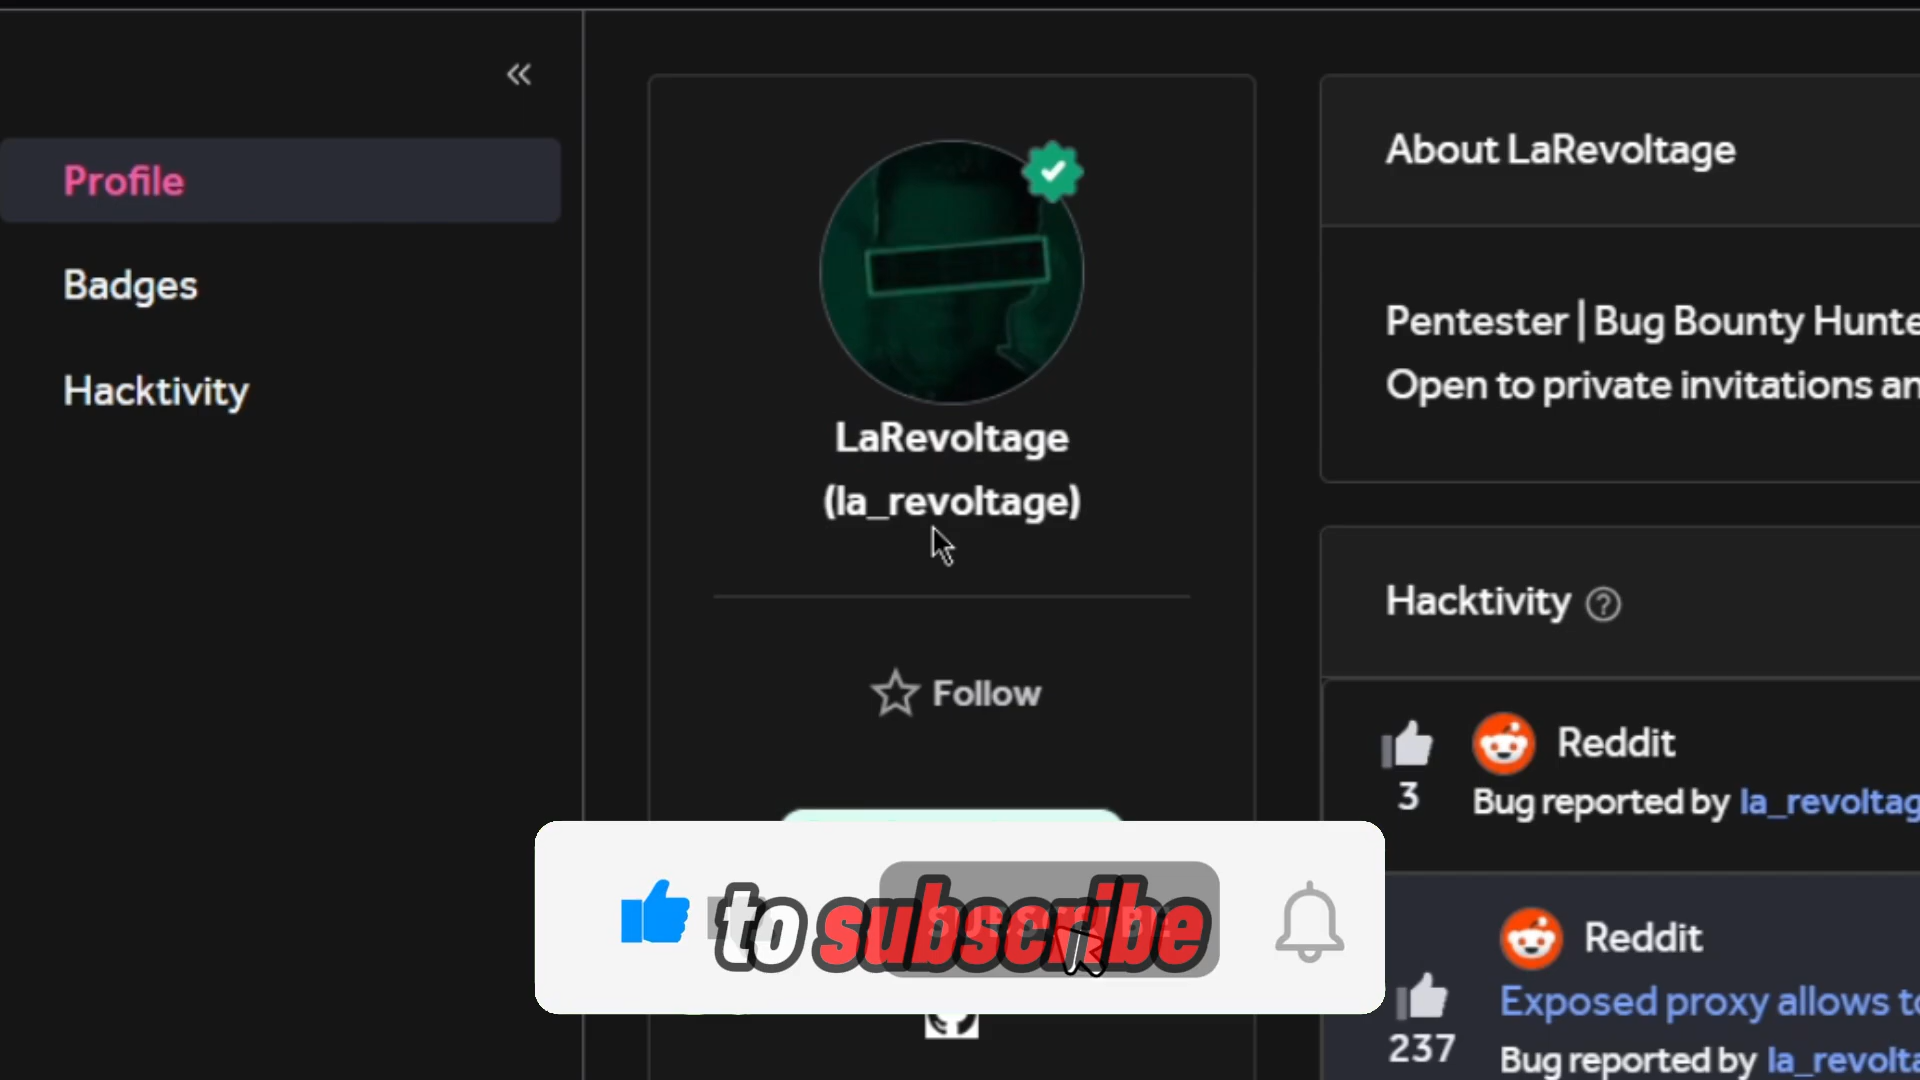 Profile
Badges
Hacktivity
LaRevoltage
(la_revoltage)
Follow
About LaRevoltage
Pentester | Bug Bounty Hunte
Open to private invitations an
Hacktivity
Reddit
3
Bug reported by la_revoltag
Reddit
Exposed proxy allows to
237
Bug reported by la_revolta
to subscribe